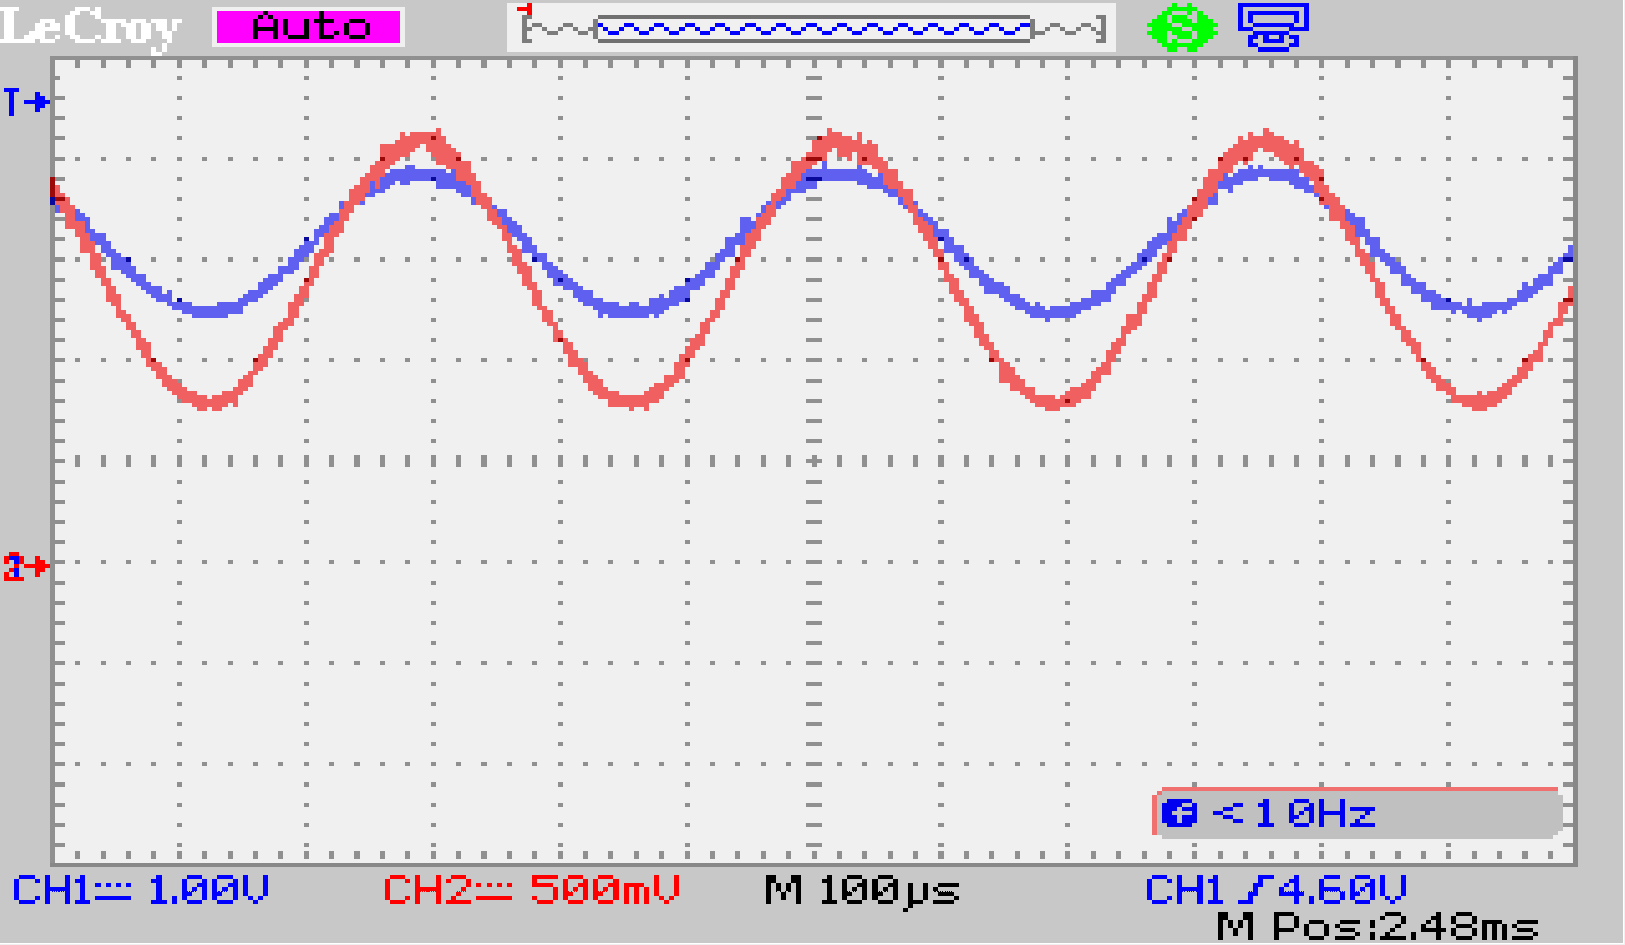 LeCroy Auto
T
2
f <10Hz
CH1 1.00V CH2 500mV M 100µs CH1 4.60V
M Pos:2.48ms